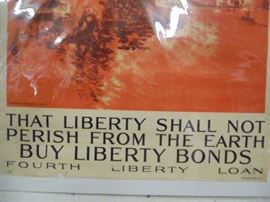 THAT LIBERTY SHALL NOT
PERISH FROM THE EARTH
BUY LIBERTY BONDS
FOURTH LIBERTY LOAN